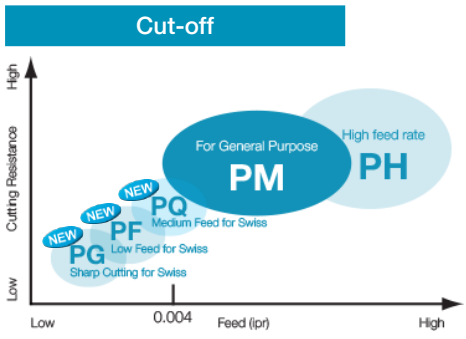 Cut-off
High
Cutting Resistance
Low
For General Purpose
PM
High feed rate
PH
NEW
PQ
Medium Feed for Swiss
NEW
PF
Low Feed for Swiss
NEW
PG
Sharp Cutting for Swiss
Low
0.004
Feed (ipr)
High